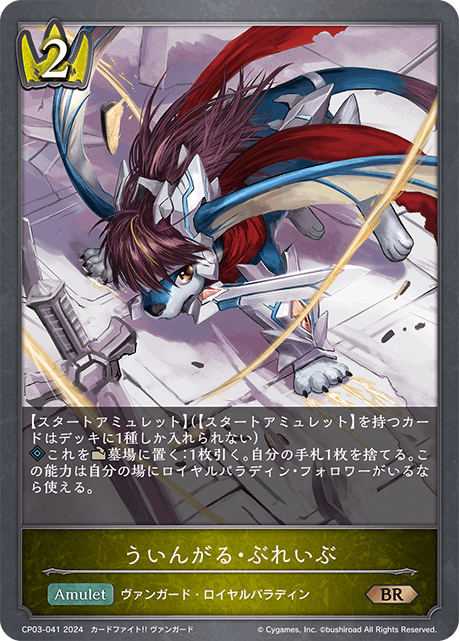 2
【スタートアミュレット】(【スタートアミュレット】を持つカー
ドはデッキに1種しか入れられない)
これを墓場に置く:1枚引く。自分の手札1枚を捨てる。こ
の能力は自分の場にロイヤルパラディン・フォロワーがいるな
ら使える。
ういんがる・ぶれいぶ
Amulet ヴァンガード・ロイヤルパラディン BR
CP03-041 2024 カードファイト!! ヴァンガード © Cygames, Inc. ©bushiroad All Rights Reserved.